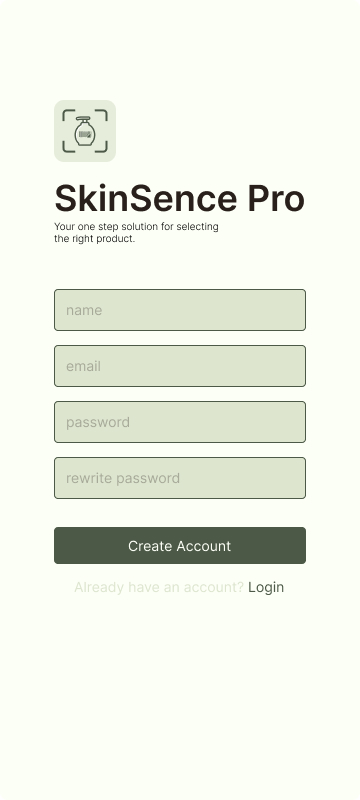 SkinSence Pro
Your one step solution for selecting
the right product.
name
email
password
rewrite password
Create Account
Already have an account? Login